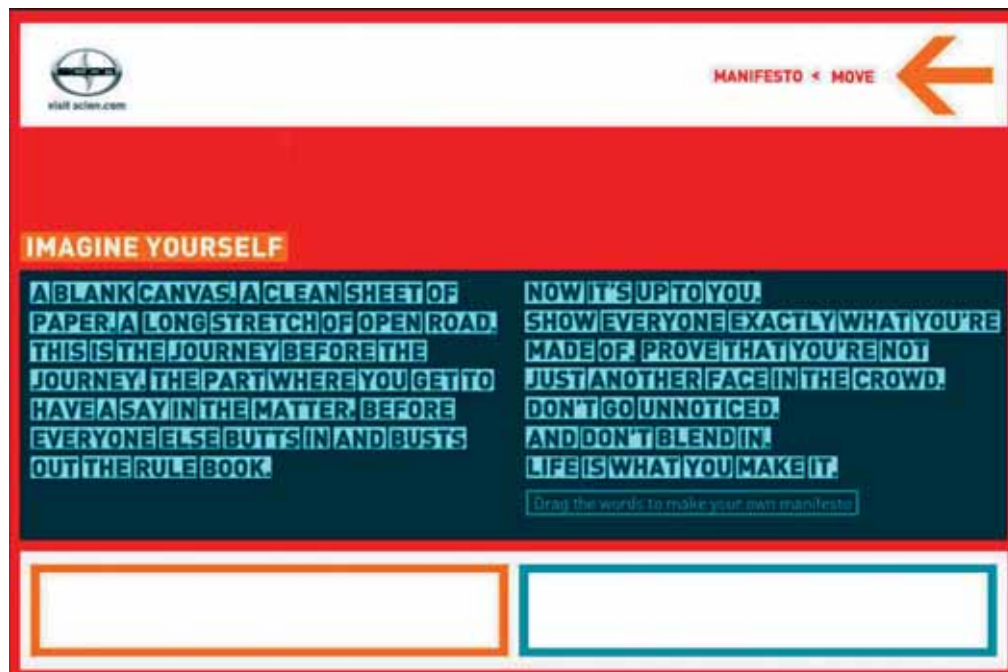 visit scion.com
MANIFESTO < MOVE
IMAGINE YOURSELF
A BLANK CANVAS. A CLEAN SHEET OF
PAPER. A LONG STRETCH OF OPEN ROAD.
THIS IS THE JOURNEY BEFORE THE
JOURNEY. THE PART WHERE YOU GET TO
HAVE A SAY IN THE MATTER. BEFORE
EVERYONE ELSE BUTTS IN AND BUSTS
OUT THE RULE BOOK.
NOW IT'S UP TO YOU.
SHOW EVERYONE EXACTLY WHAT YOU'RE
MADE OF. PROVE THAT YOU'RE NOT
JUST ANOTHER FACE IN THE CROWD.
DON'T GO UNNOTICED.
AND DON'T BLEND IN.
LIFE IS WHAT YOU MAKE IT.
Drag the words to make your own manifesto